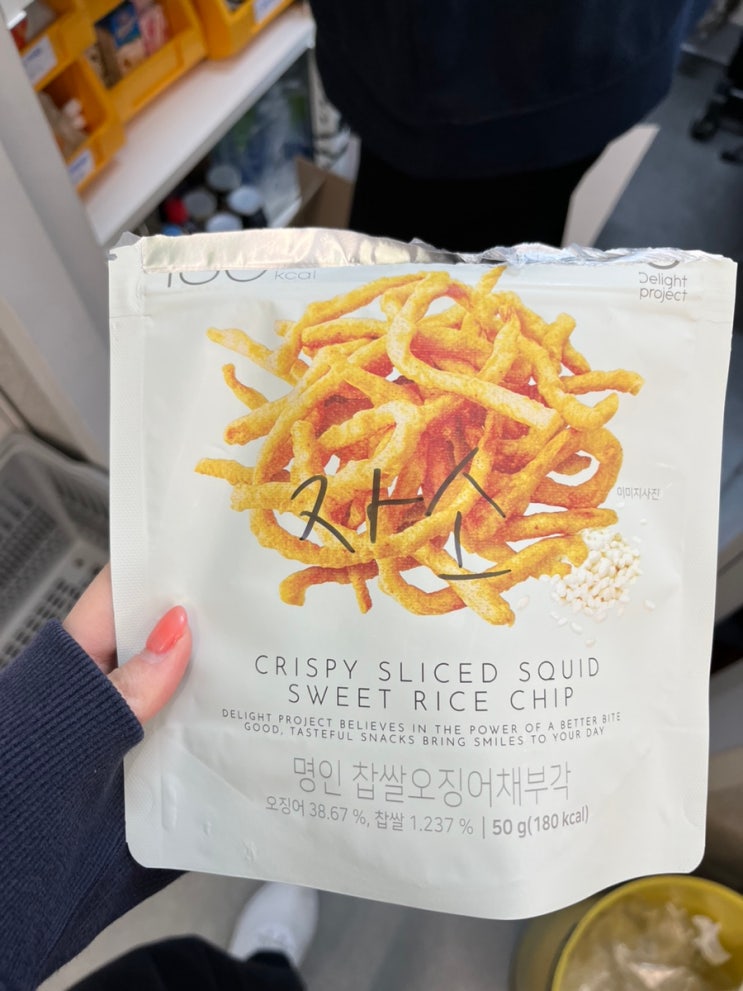 kcal
Delight
project
이미지사진
자소
CRISPY SLICED SQUID
SWEET RICE CHIP
DELIGHT PROJECT BELIEVES IN THE POWER OF A BETTER BITE
GOOD, TASTEFUL SNACKS BRING SMILES TO YOUR DAY
명인 찹쌀오징어채부각
오징어 38.67 %, 찹쌀 1.237 % | 50 g(180 kcal)